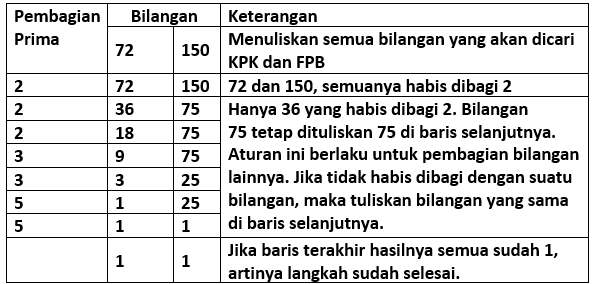 Pembagian Bilangan Keterangan
Prima
72 150 Menuliskan semua bilangan yang akan dicari
KPK dan FPB
2 72 150 72 dan 150, semuanya habis dibagi 2
2 36 75 Hanya 36 yang habis dibagi 2. Bilangan
2 18 75 75 tetap dituliskan 75 di baris selanjutnya.
3 9 75 Aturan ini berlaku untuk pembagian bilangan
3 3 25 lainnya. Jika tidak habis dibagi dengan suatu
5 1 25 bilangan, maka tuliskan bilangan yang sama
5 1 1 di baris selanjutnya.
1 1 Jika baris terakhir hasilnya semua sudah 1,
artinya langkah sudah selesai.